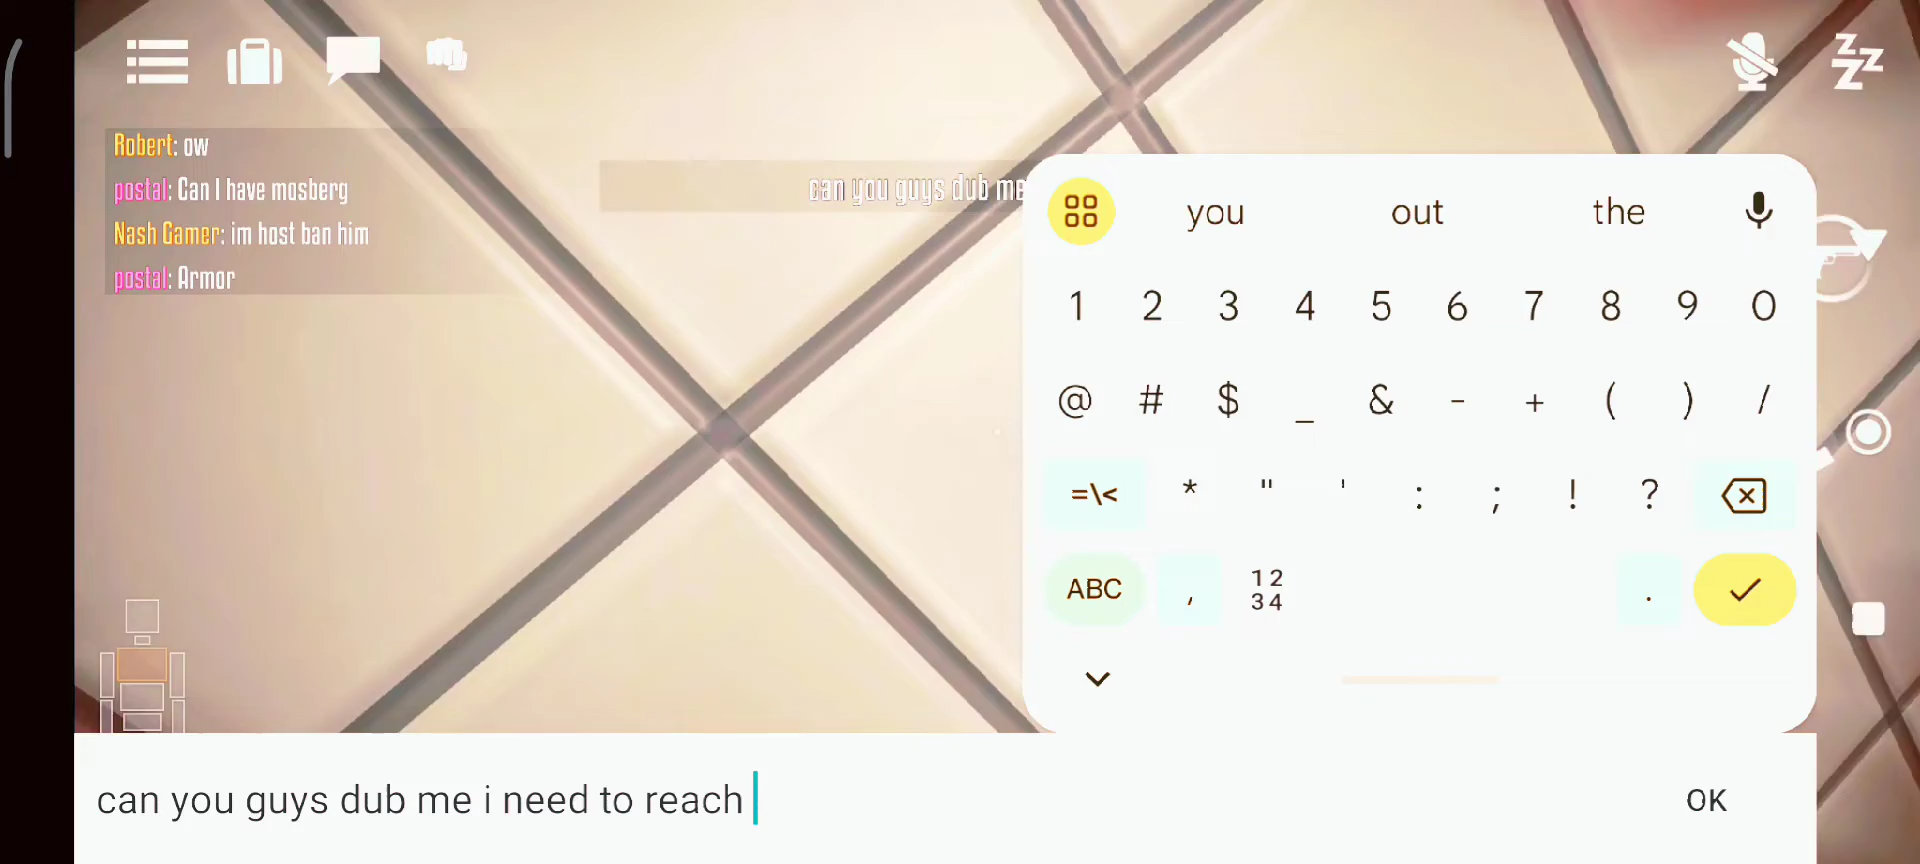 Robert: ow
postal: Can I have mosberg
Nash Gamer: im host ban him
postal: Armor
can you guys dub me
you out the
1 2 3 4 5 6 7 8 9 0
@ # $ _ & - + ( ) /
=\< * " ' : ; ! ?
ABC , 12 34 .
can you guys dub me i need to reach
OK